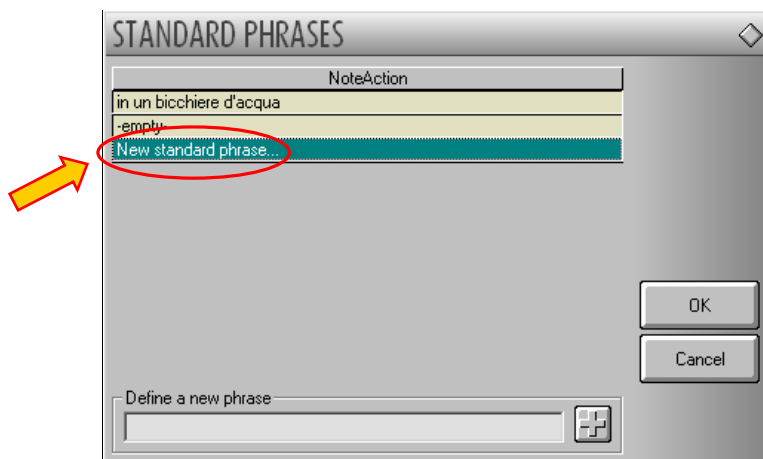 STANDARD PHRASES
NoteAction
in un bicchiere d'acqua
-empty-
New standard phrase...
OK
Cancel
Define a new phrase